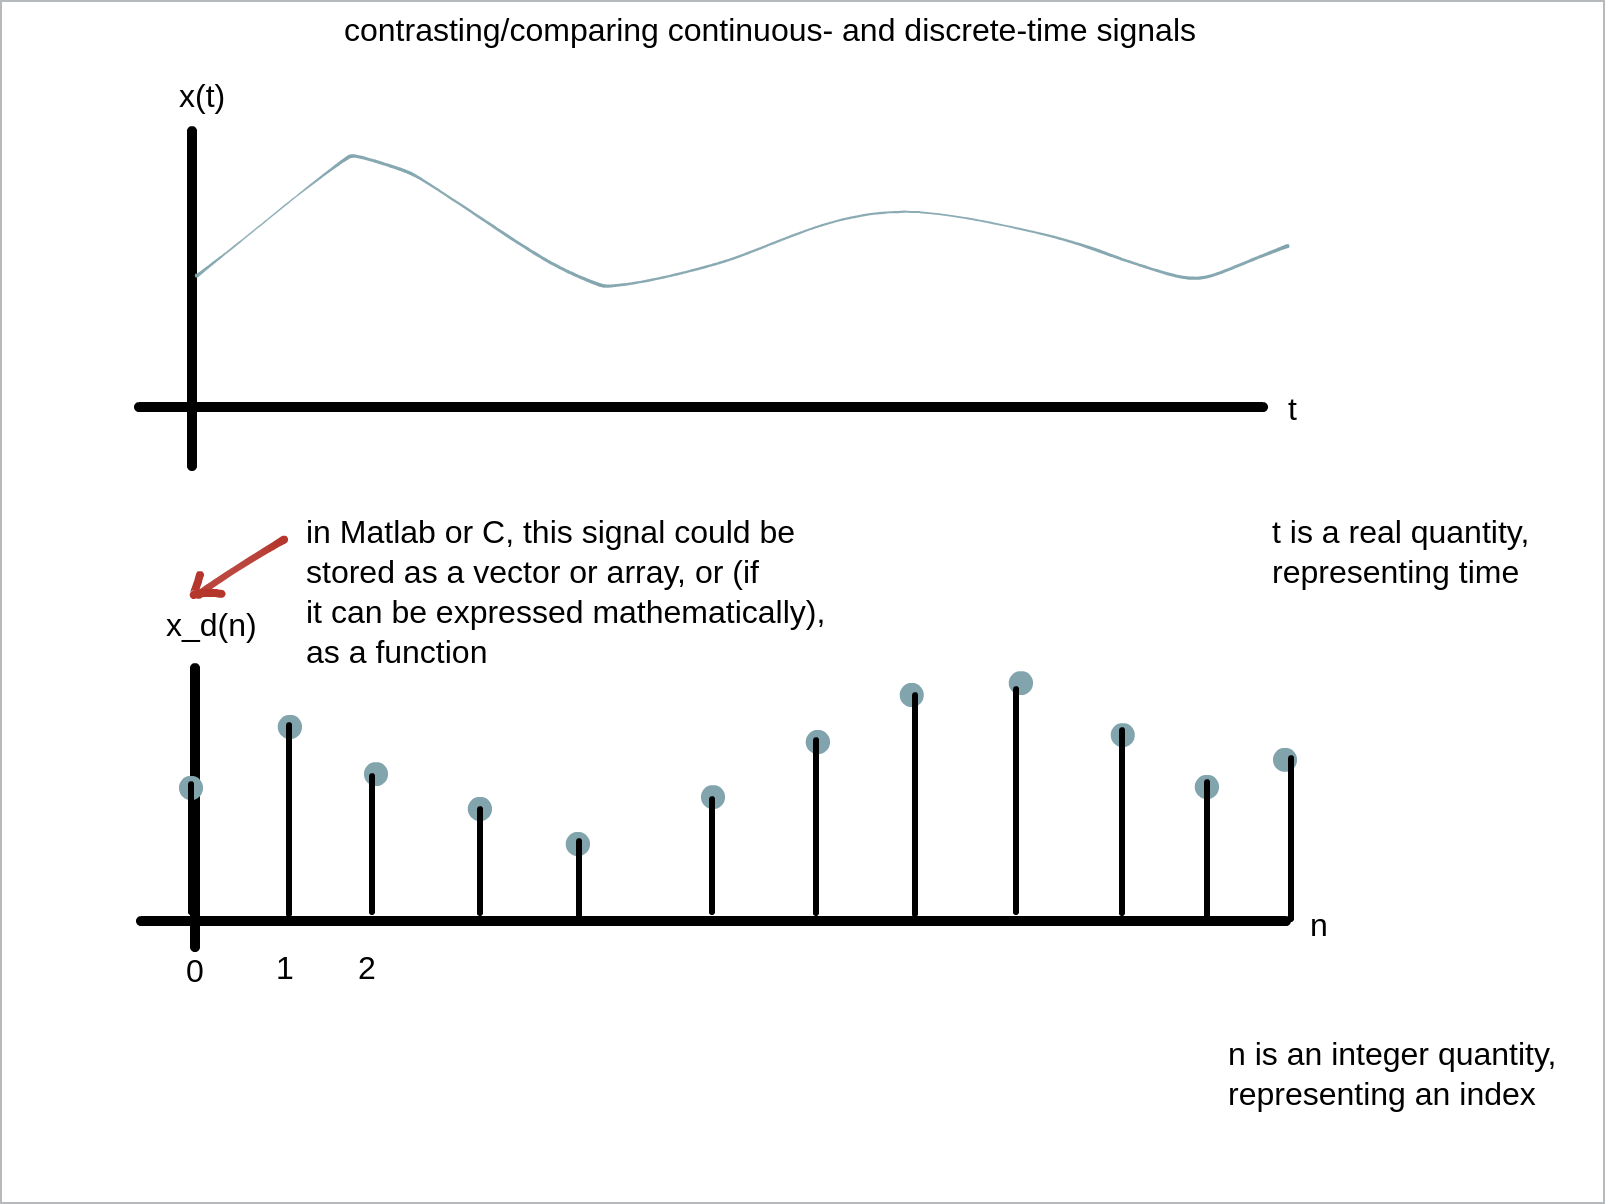 contrasting/comparing continuous- and discrete-time signals
x(t)
t
in Matlab or C, this signal could be
stored as a vector or array, or (if
it can be expressed mathematically),
as a function
t is a real quantity,
representing time
x_d(n)
n
0
1
2
n is an integer quantity,
representing an index